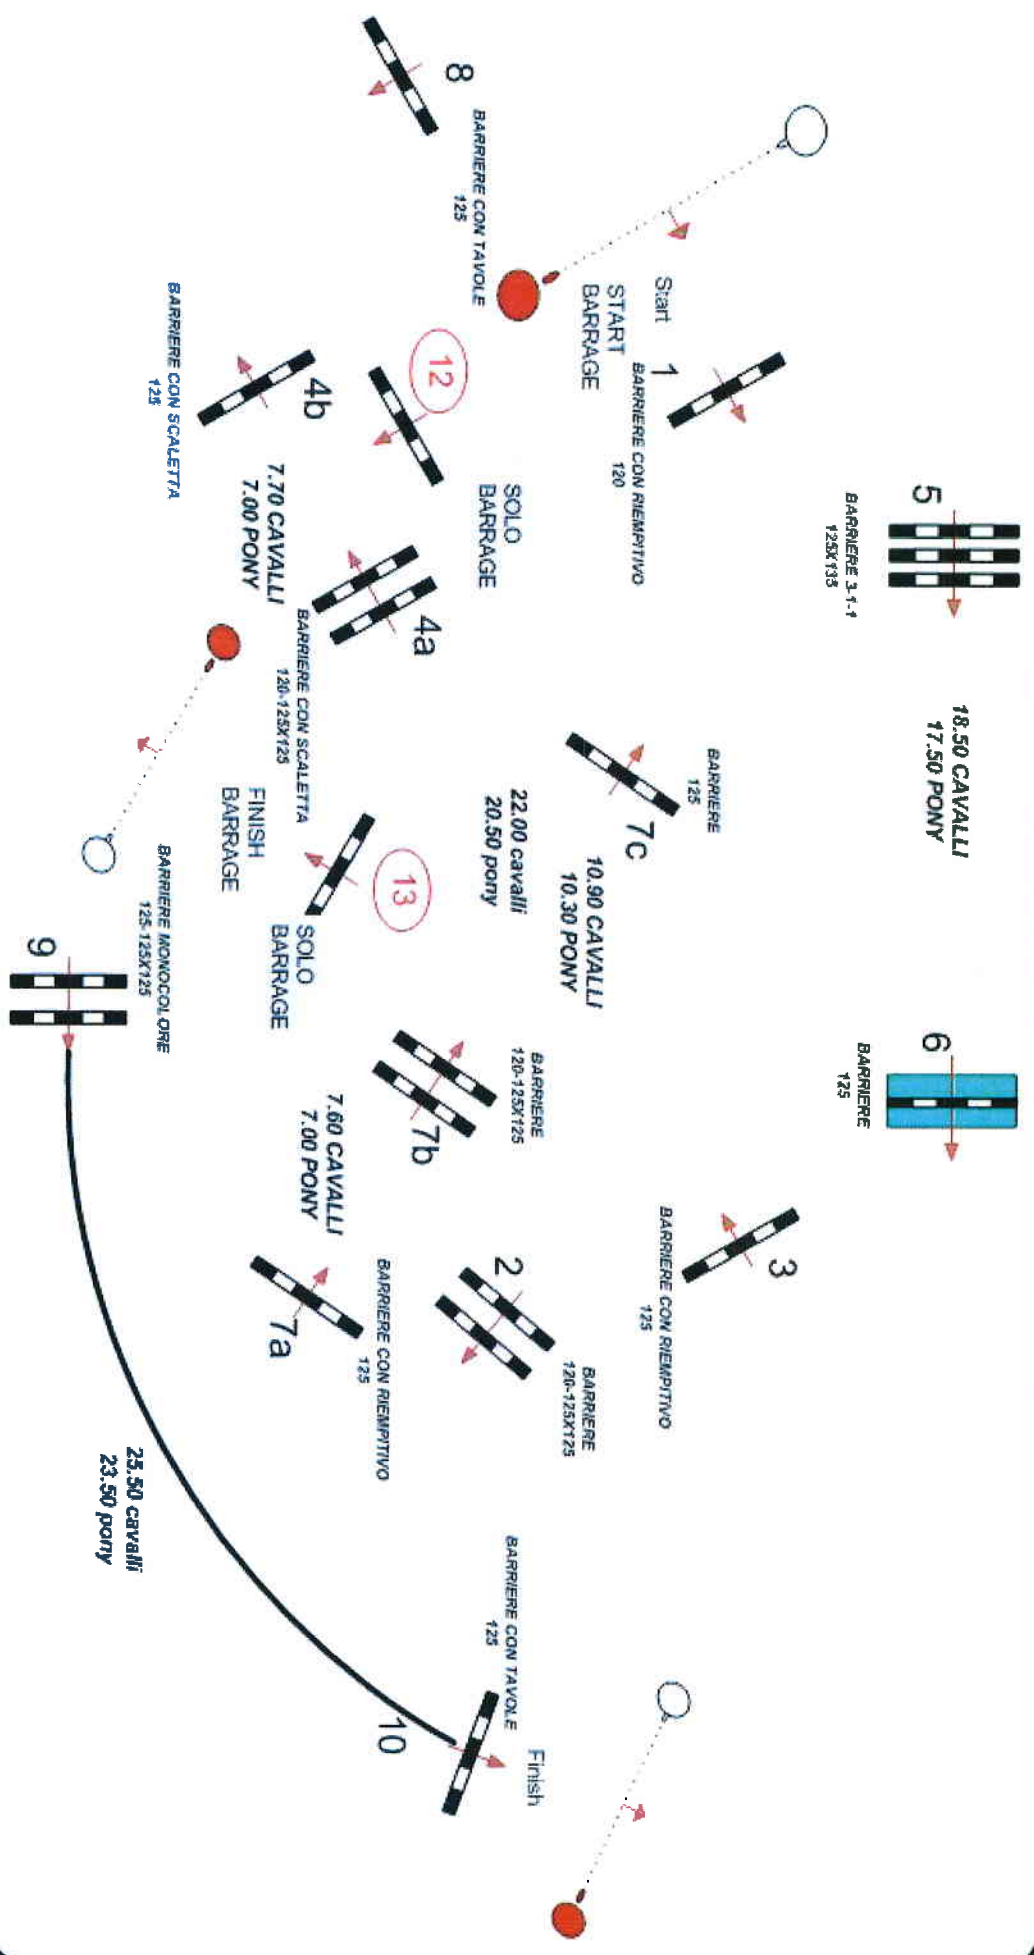 8
BARRIERE CON TAVOLE
125
Start
START
BARRAGE
1
BARRIERE CON RIEMPITIVO
120
5
BARRIERE 3-1-1
125X135
18.50 CAVALLI
17.50 PONY
6
BARRIERE
125
12
SOLO
BARRAGE
4b
BARRIERE CON SCALETTA
125
7.70 CAVALLI
7.00 PONY
4a
BARRIERE CON SCALETTA
120-125X125
BARRIERE
125
7c
10.90 CAVALLI
10.30 PONY
22.00 cavalli
20.50 pony
FINISH
BARRAGE
13
SOLO
BARRAGE
BARRIERE MONOCOLORE
125-125X125
9
BARRIERE
120-125X125
7b
7.60 CAVALLI
7.00 PONY
3
BARRIERE CON RIEMPITIVO
125
2
BARRIERE
120-125X125
7a
BARRIERE CON RIEMPITIVO
125
25.50 cavalli
23.50 pony
BARRIERE CON TAVOLE
125
10
Finish